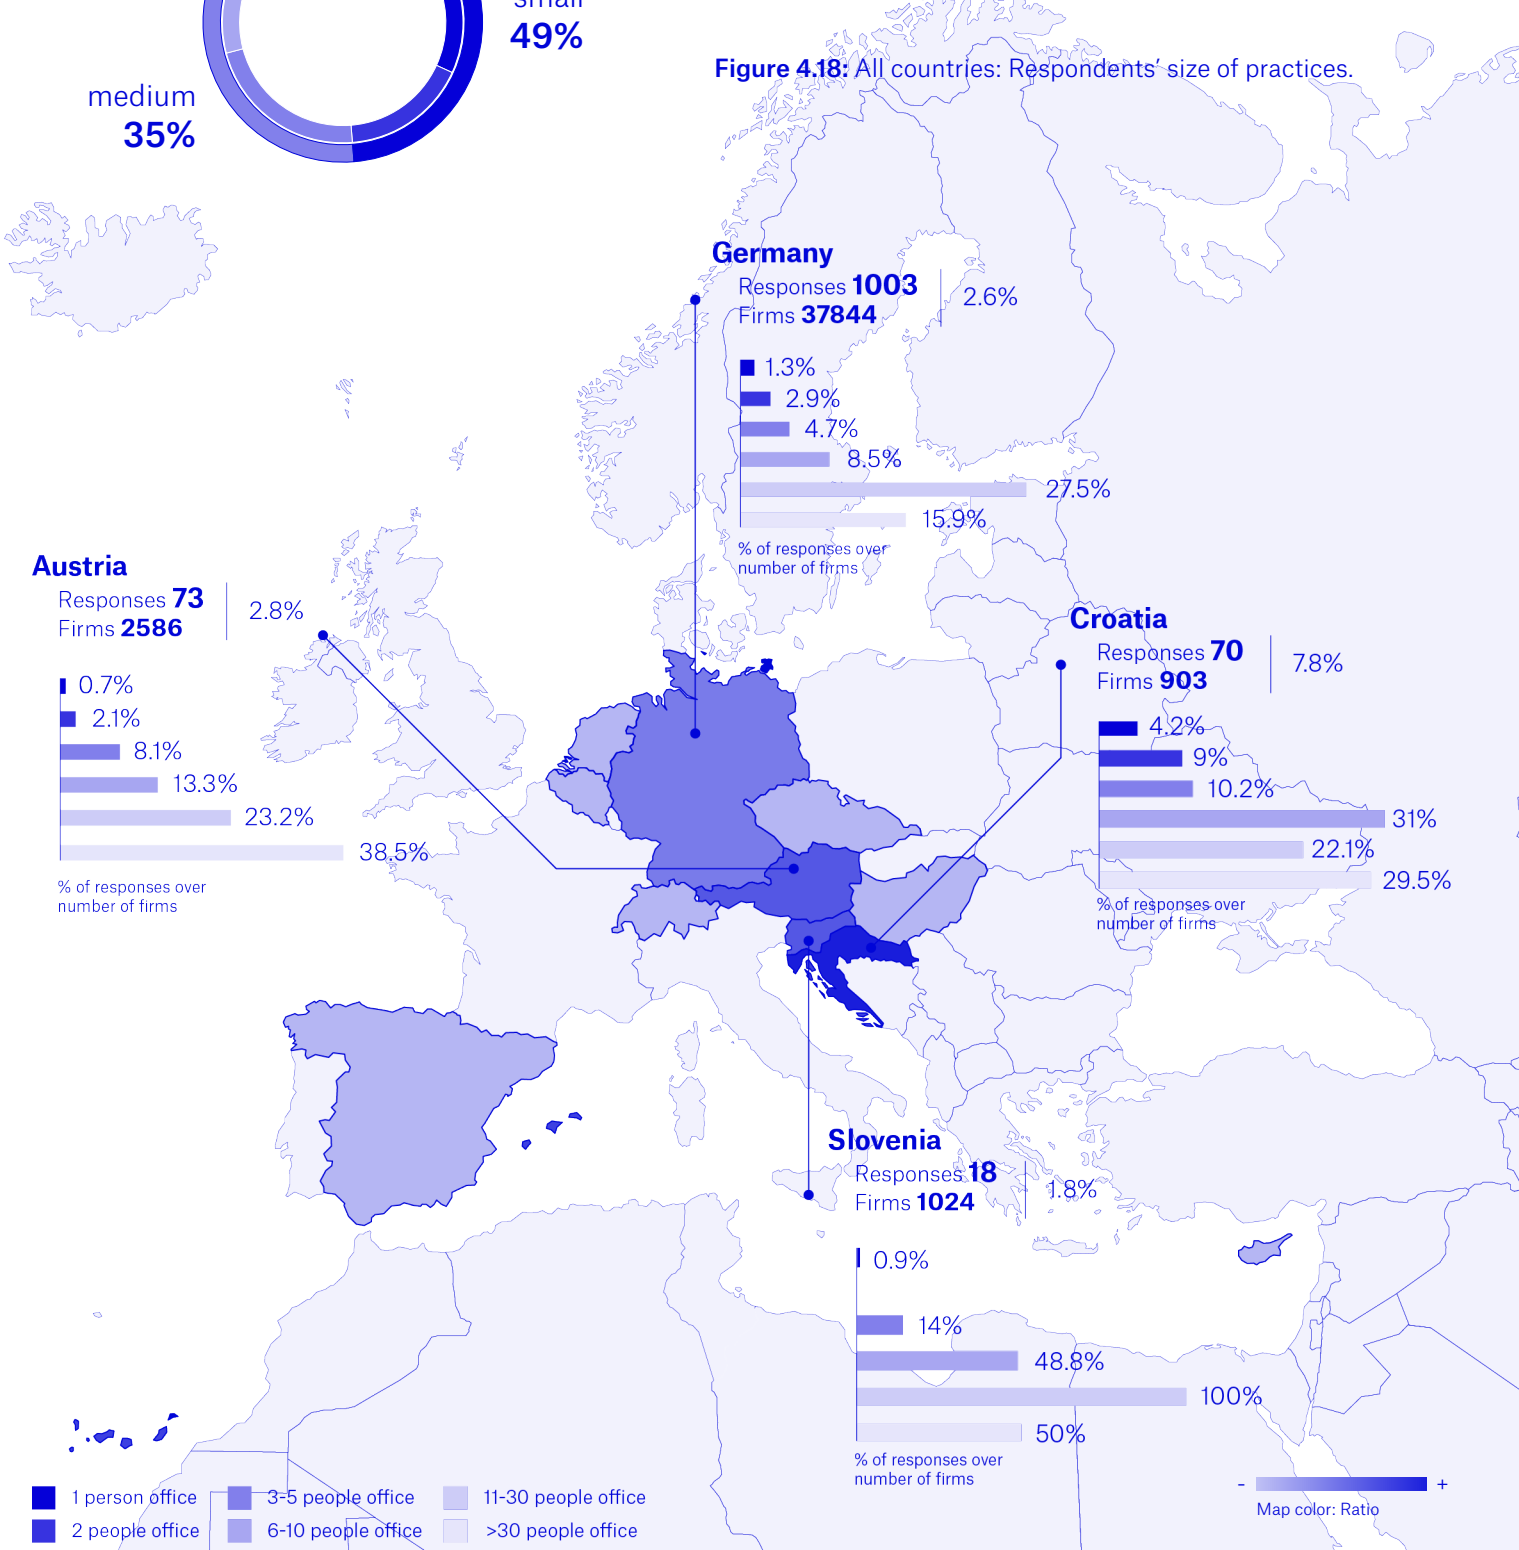 small
49%
medium
35%
Figure 4.18: All countries: Respondents' size of practices.
Germany
Responses 1003
Firms 37844
2.6%
1.3%
2.9%
4.7%
8.5%
27.5%
15.9%
% of responses over
number of firms
Austria
Responses 73
Firms 2586
2.8%
0.7%
2.1%
8.1%
13.3%
23.2%
38.5%
% of responses over
number of firms
Croatia
Responses 70
Firms 903
7.8%
4.2%
9%
10.2%
31%
22.1%
29.5%
% of responses over
number of firms
Slovenia
Responses 18
Firms 1024
1.8%
0.9%
14%
48.8%
100%
50%
% of responses over
number of firms
1 person office
2 people office
3-5 people office
6-10 people office
11-30 people office
>30 people office
- +
Map color: Ratio